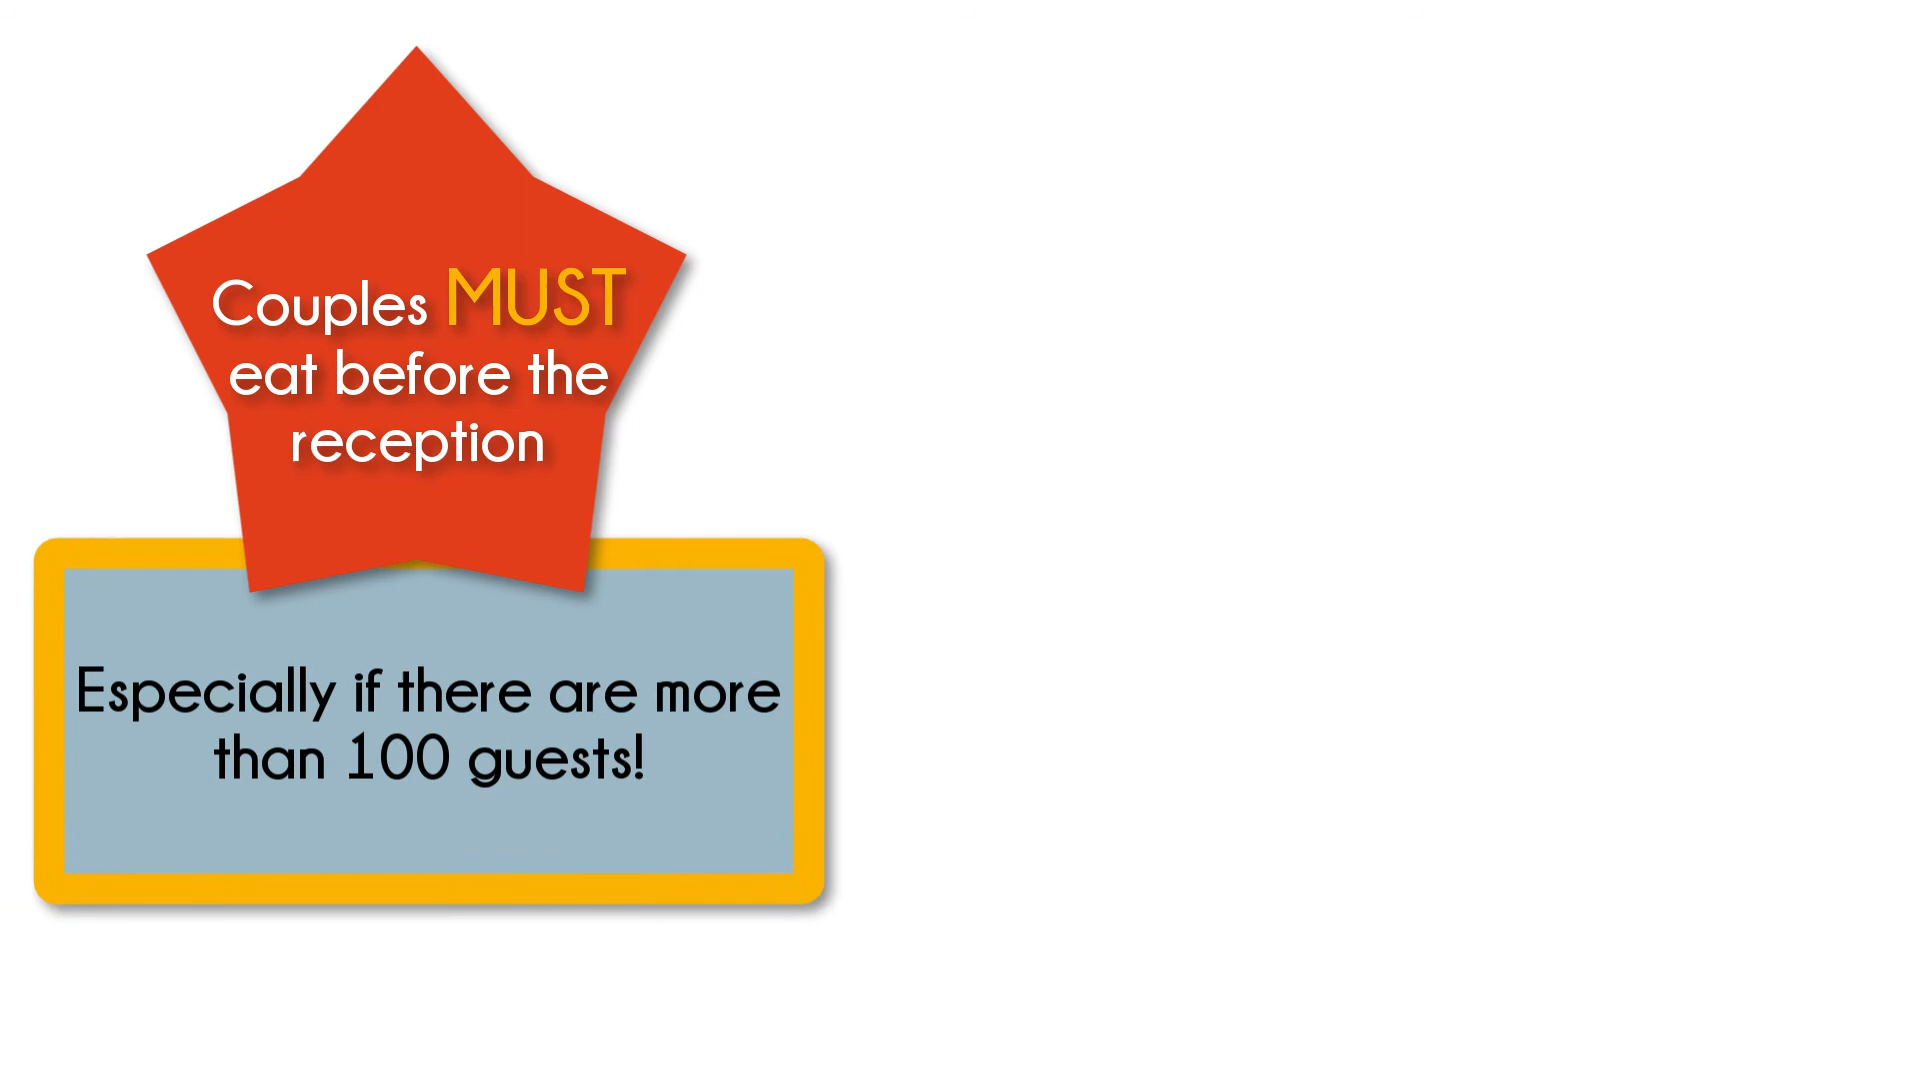 Couples MUST
eat before the
reception
Especially if there are more
than 100 guests!